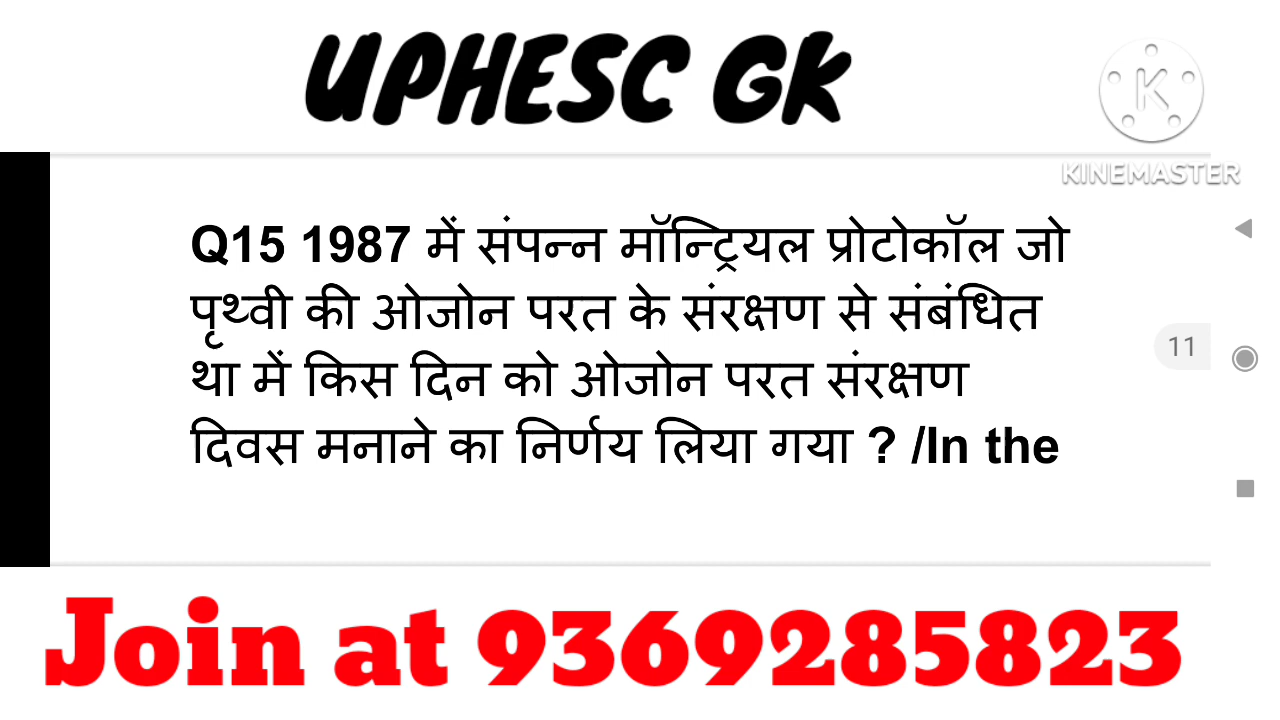 UPHESC GK
K
KINEMASTER
Q15 1987 में संपन्न मॉन्ट्रियल प्रोटोकॉल जो
पृथ्वी की ओजोन परत के संरक्षण से संबंधित
था में किस दिन को ओजोन परत संरक्षण
दिवस मनाने का निर्णय लिया गया ? /In the
11
Join at 9369285823